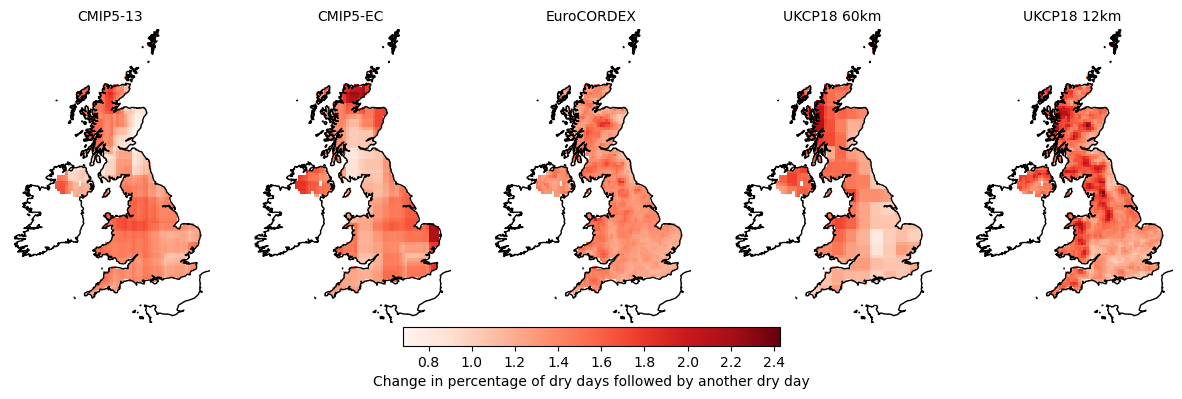 CMIP5-13
CMIP5-EC
EuroCORDEX
UKCP18 60km
UKCP18 12km
0.8 1.0 1.2 1.4 1.6 1.8 2.0 2.2 2.4
Change in percentage of dry days followed by another dry day